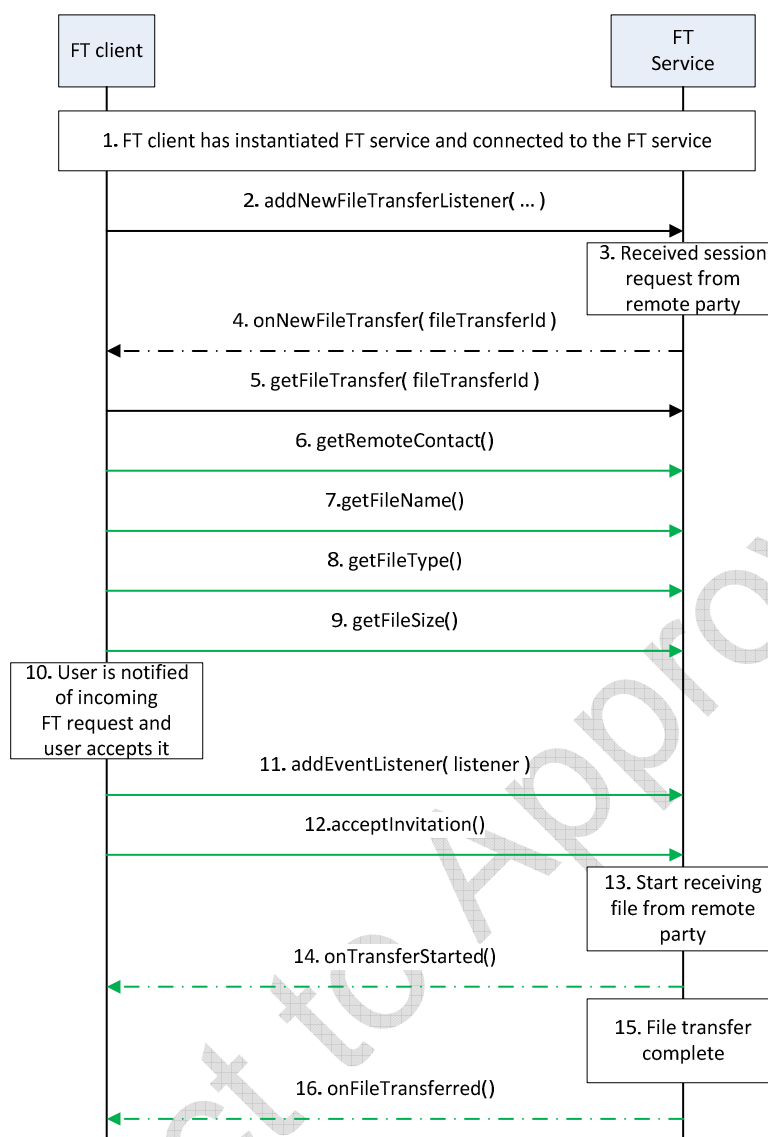 FT client
FT
Service
1. FT client has instantiated FT service and connected to the FT service
2. addNewFileTransferListener( ... )
3. Received session
request from
remote party
4. onNewFileTransfer( fileTransferId )
5. getFileTransfer( fileTransferId )
6. getRemoteContact()
7.getFileName()
8. getFileType()
9. getFileSize()
10. User is notified
of incoming
FT request and
user accepts it
11. addEventListener( listener )
12.acceptInvitation()
13. Start receiving
file from remote
party
14. onTransferStarted()
15. File transfer
complete
16. onFileTransferred()
ct to Appro